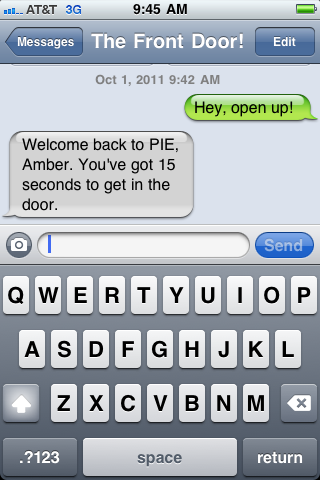 AT&T 3G 9:45 AM
Messages The Front Door! Edit
Oct 1, 2011 9:42 AM
Hey, open up!
Welcome back to PIE,
Amber. You've got 15
seconds to get in the
door.
Send
Q W E R T Y U I O P
A S D F G H J K L
Z X C V B N M
.?123 space return